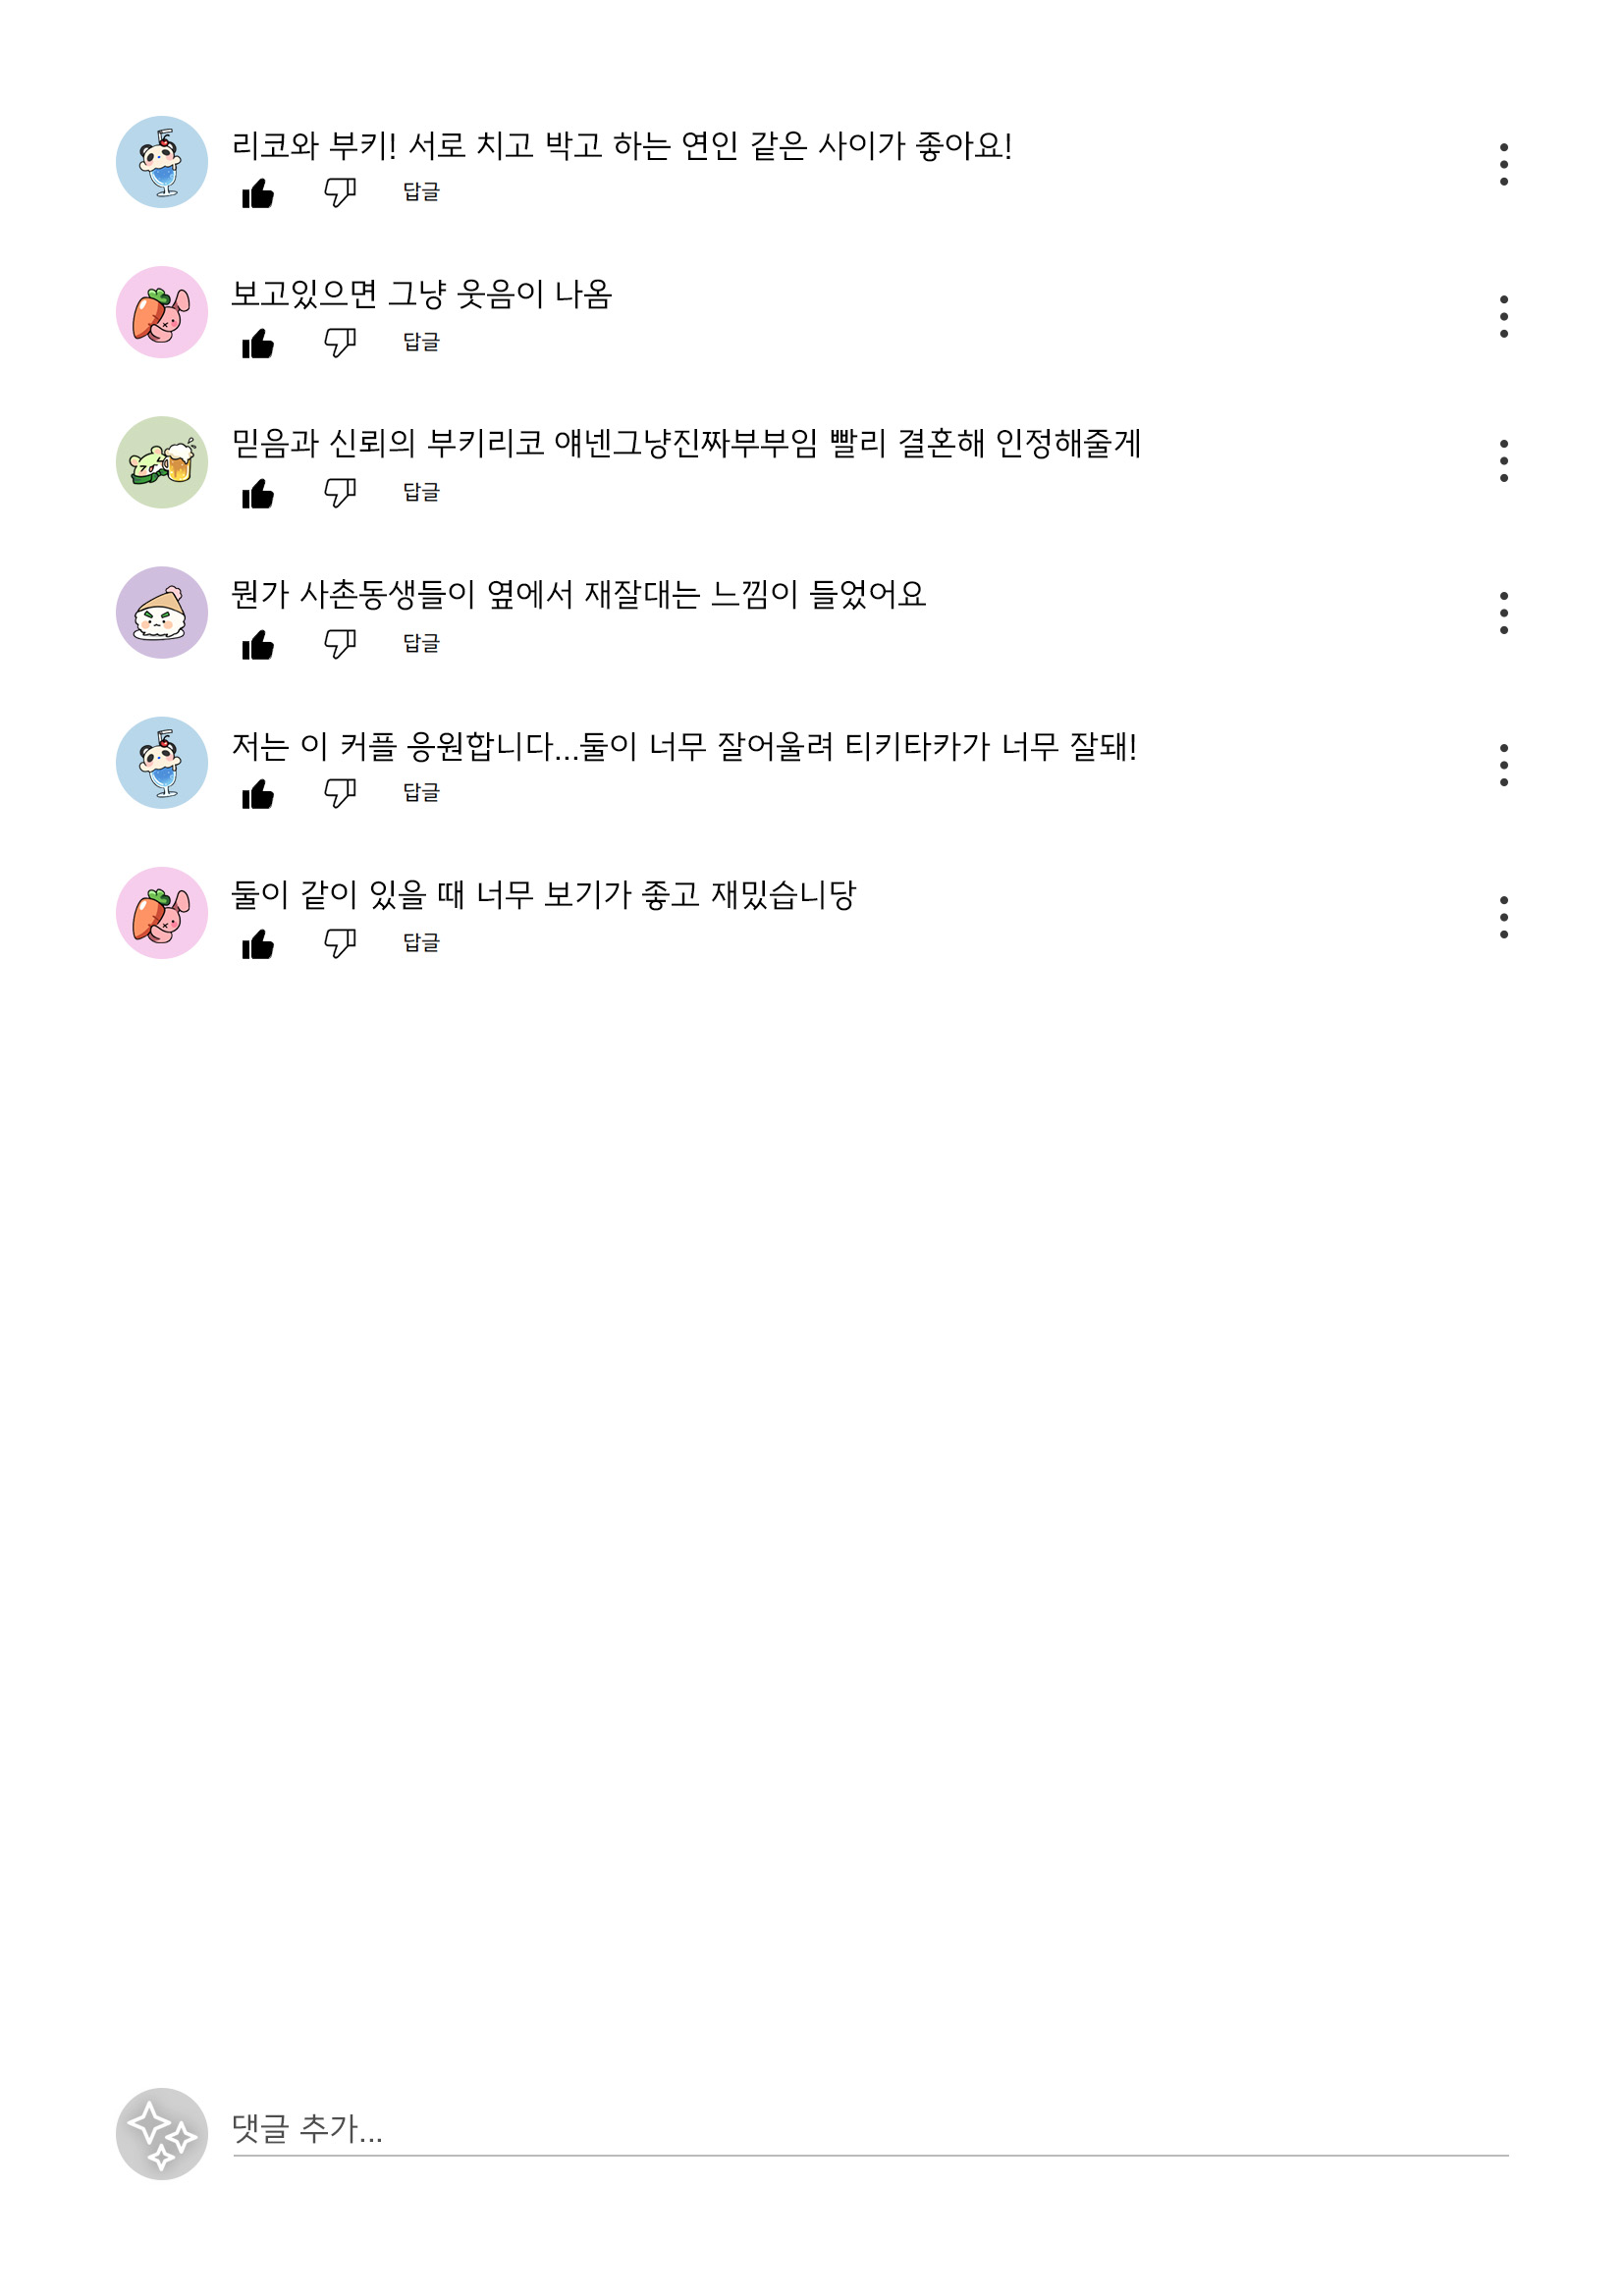 리코와 부키! 서로 치고 박고 하는 연인 같은 사이가 좋아요!
답글
보고있으면 그냥 웃음이 나옴
답글
믿음과 신뢰의 부키리코 얘넨그냥진짜부부임 빨리 결혼해 인정해줄게
답글
뭔가 사촌동생들이 옆에서 재잘대는 느낌이 들었어요
답글
저는 이 커플 응원합니다...둘이 너무 잘어울려 티키타카가 너무 잘돼!
답글
둘이 같이 있을 때 너무 보기가 좋고 재밌습니당
답글
댓글 추가...